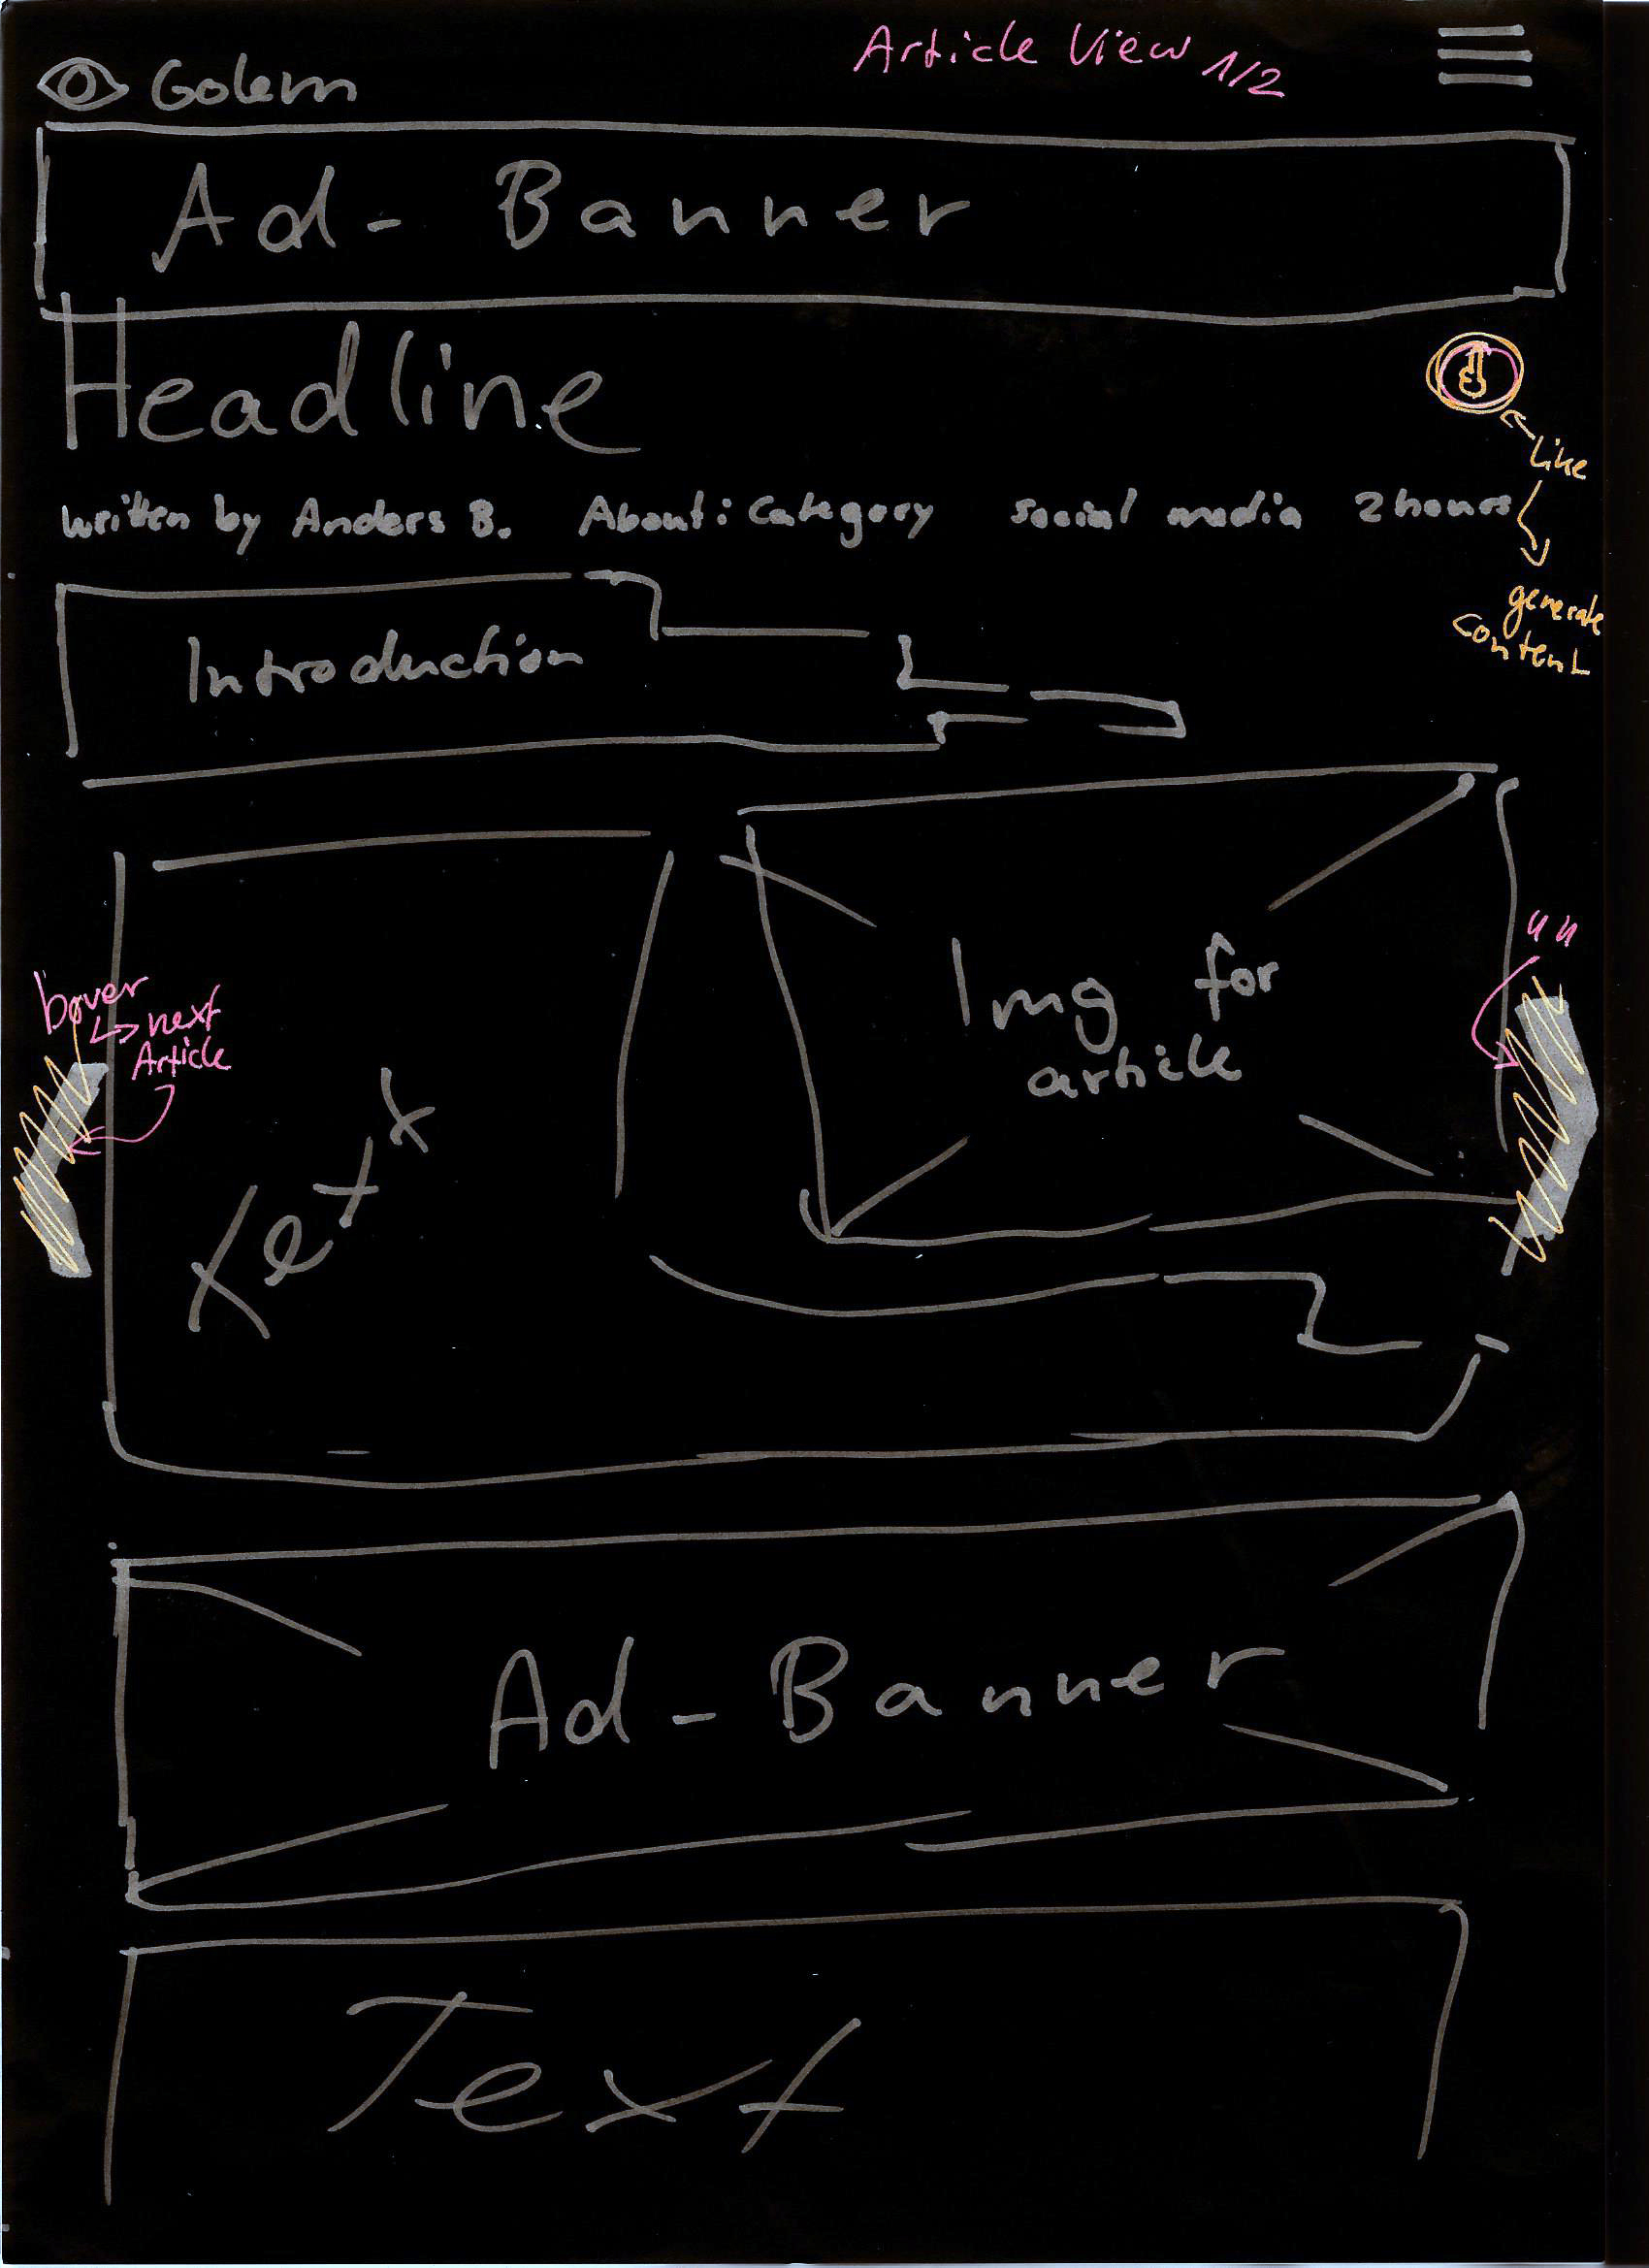 Article View 1/2
Golem
Ad-Banner
Headline
Like
written by Anders B. About: Category social media 2 hours
generate
content
Introduction
Img for
article
" "
hover
↳ next
Article
Text
Ad-Banner
Text